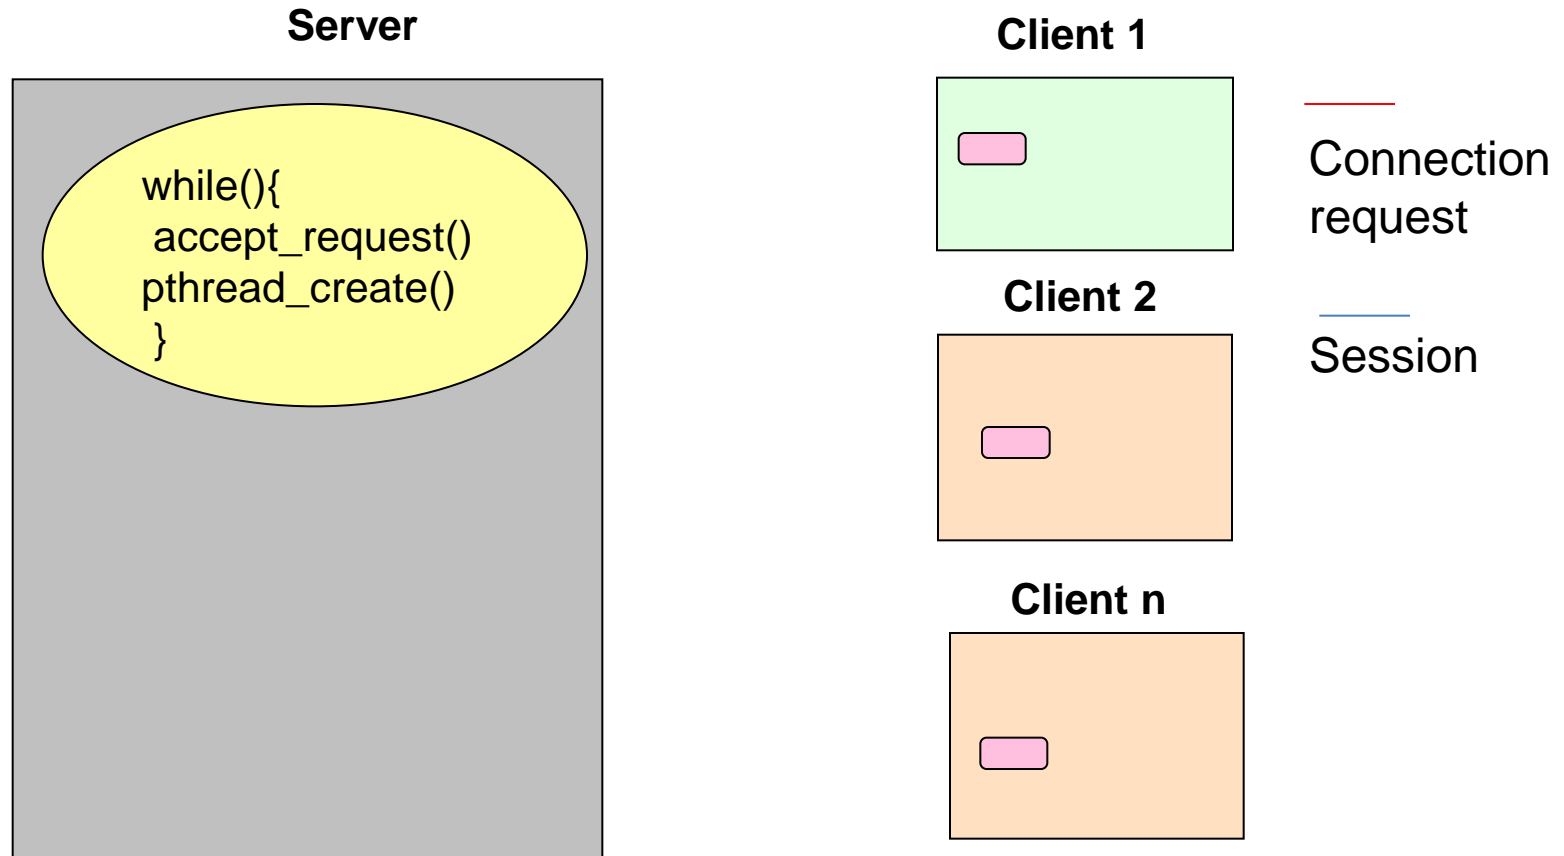 Server
while(){
accept_request()
pthread_create()
}
Client 1
Client 2
Client n
Connection
request
Session